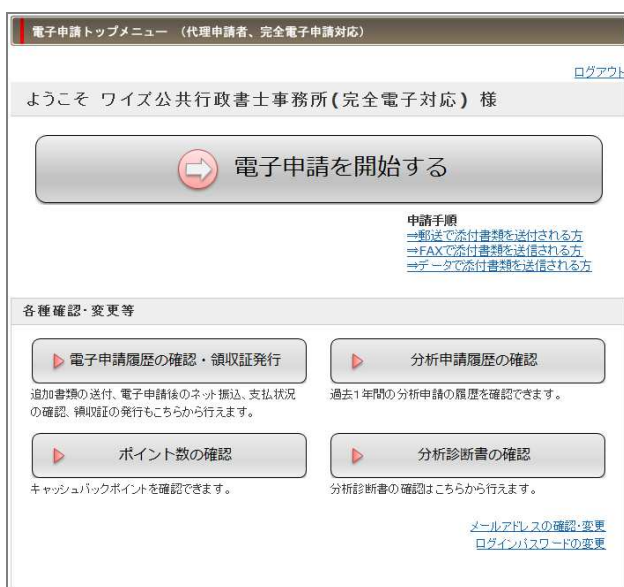 電子申請トップメニュー （代理申請者、完全電子申請対応）
ログアウト
ようこそ ワイズ公共行政書士事務所(完全電子対応) 様
電子申請を開始する
申請手順
⇒郵送で添付書類を送付される方
⇒FAXで添付書類を送信される方
⇒データで添付書類を送信される方
各種確認・変更等
電子申請履歴の確認・領収証発行
追加書類の送付、電子申請後のネット振込、支払状況
の確認、領収証の発行もこちらから行えます。
分析申請履歴の確認
過去1年間の分析申請の履歴を確認できます。
ポイント数の確認
キャッシュバックポイントを確認できます。
分析診断書の確認
分析診断書の確認はこちらから行えます。
メールアドレスの確認・変更
ログインパスワードの変更